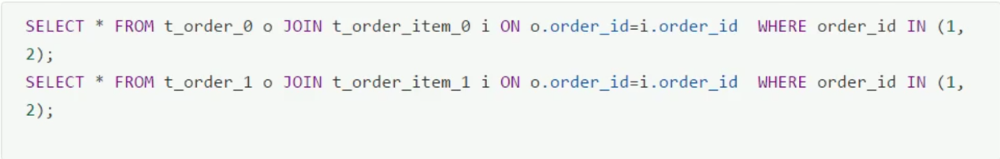 SELECT * FROM t_order_0 o JOIN t_order_item_0 i ON o.order_id=i.order_id  WHERE order_id IN (1,
2);
SELECT * FROM t_order_1 o JOIN t_order_item_1 i ON o.order_id=i.order_id  WHERE order_id IN (1,
2);